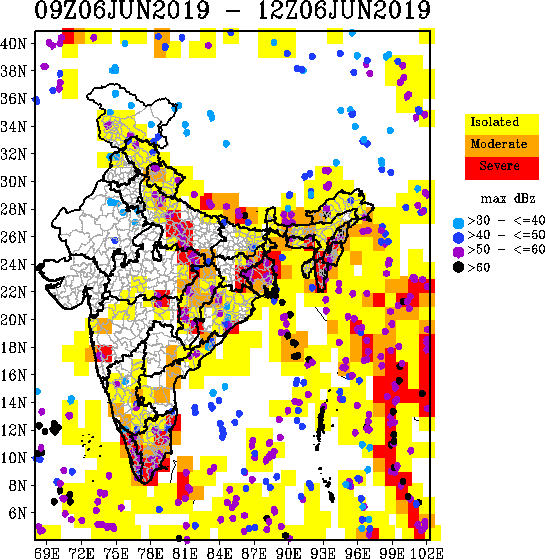 09Z06JUN2019 - 12Z06JUN2019
40N
38N
36N
34N
32N
30N
28N
26N
24N
22N
20N
18N
16N
14N
12N
10N
8N
6N
69E 72E 75E 78E 81E 84E 87E 90E 93E 96E 99E 102E
Isolated
Moderate
Severe
max dBz
>30 - <=40
>40 - <=50
>50 - <=60
>60